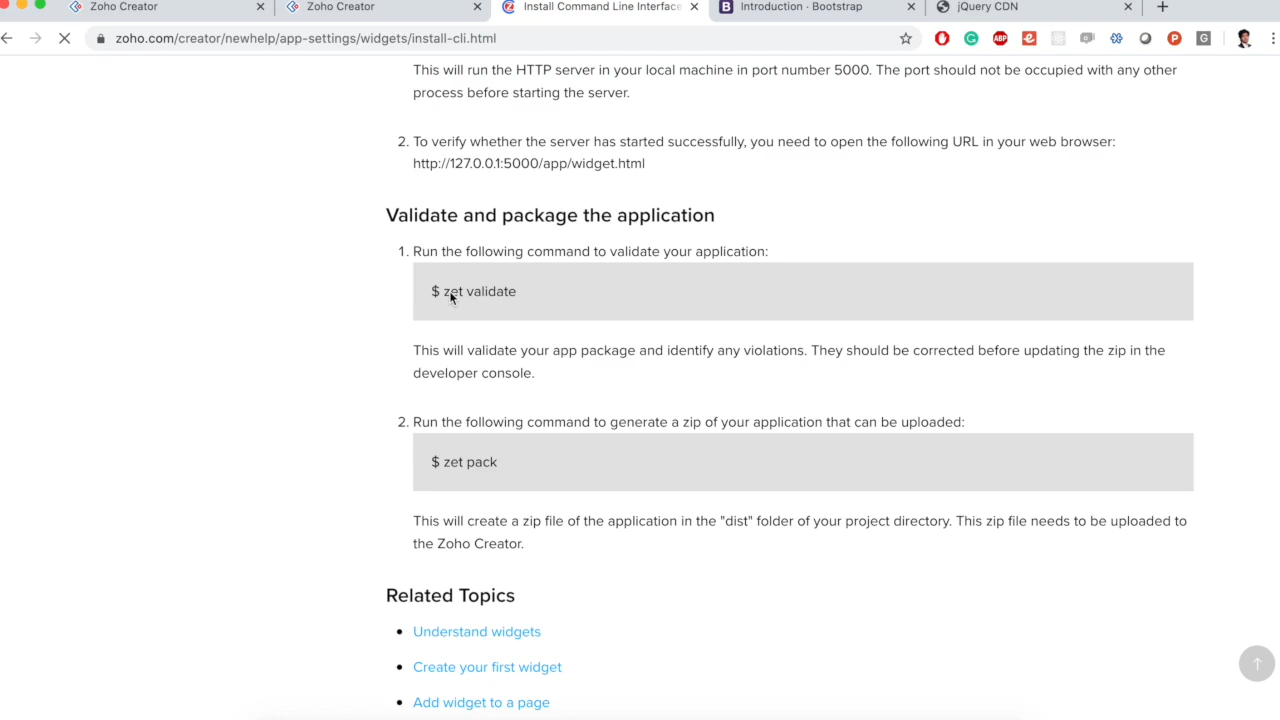 Zoho Creator
Zoho Creator
Install Command Line Interface
Introduction · Bootstrap
jQuery CDN
zoho.com/creator/newhelp/app-settings/widgets/install-cli.html
This will run the HTTP server in your local machine in port number 5000. The port should not be occupied with any other
process before starting the server.
2. To verify whether the server has started successfully, you need to open the following URL in your web browser:
http://127.0.0.1:5000/app/widget.html
Validate and package the application
1. Run the following command to validate your application:
$ zet validate
This will validate your app package and identify any violations. They should be corrected before updating the zip in the
developer console.
2. Run the following command to generate a zip of your application that can be uploaded:
$ zet pack
This will create a zip file of the application in the "dist" folder of your project directory. This zip file needs to be uploaded to
the Zoho Creator.
Related Topics
• Understand widgets
• Create your first widget
• Add widget to a page